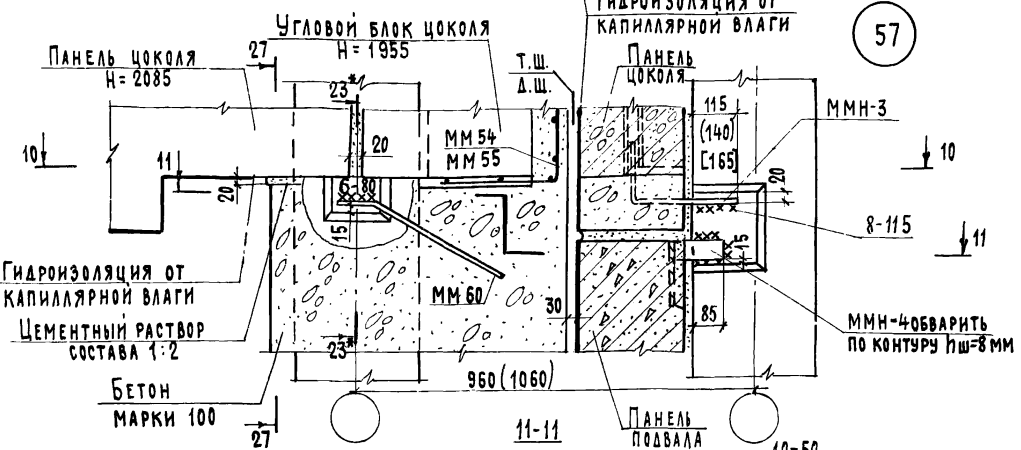 ГИДРОИЗОЛЯЦИЯ ОТ
КАПИЛЛЯРНОЙ ВЛАГИ
57
УГЛОВОЙ БЛОК ЦОКОЛЯ
Н= 1955
ПАНЕЛЬ ЦОКОЛЯ
Н= 2085
27
23*
Т.Ш.
Д.Ш.
ПАНЕЛЬ
ЦОКОЛЯ
115
(140)
[165]
ММН-3
10
11
20
20
ММ 54
ММ 55
10
20
6-80
15
8-115
11
15
ГИДРОИЗОЛЯЦИЯ ОТ
КАПИЛЛЯРНОЙ ВЛАГИ
ММ 60
30
85
ЦЕМЕНТНЫЙ РАСТВОР
СОСТАВА 1:2
23*
ММН-4 ОБВАРИТЬ
ПО КОНТУРУ hш=8 мм
960 (1060)
БЕТОН
МАРКИ 100
27
11-11
ПАНЕЛЬ
ПОДВАЛА